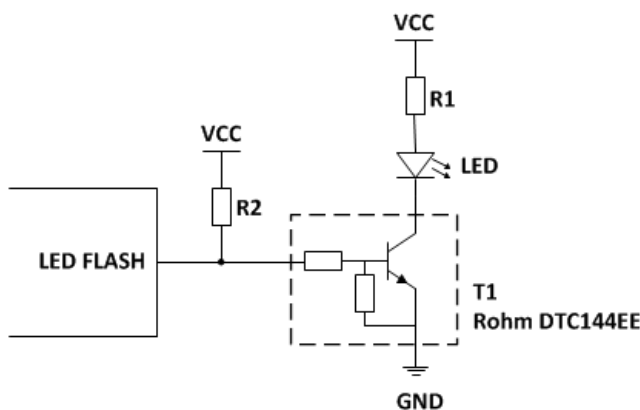 VCC
R1
VCC
LED
R2
LED FLASH
T1
Rohm DTC144EE
GND